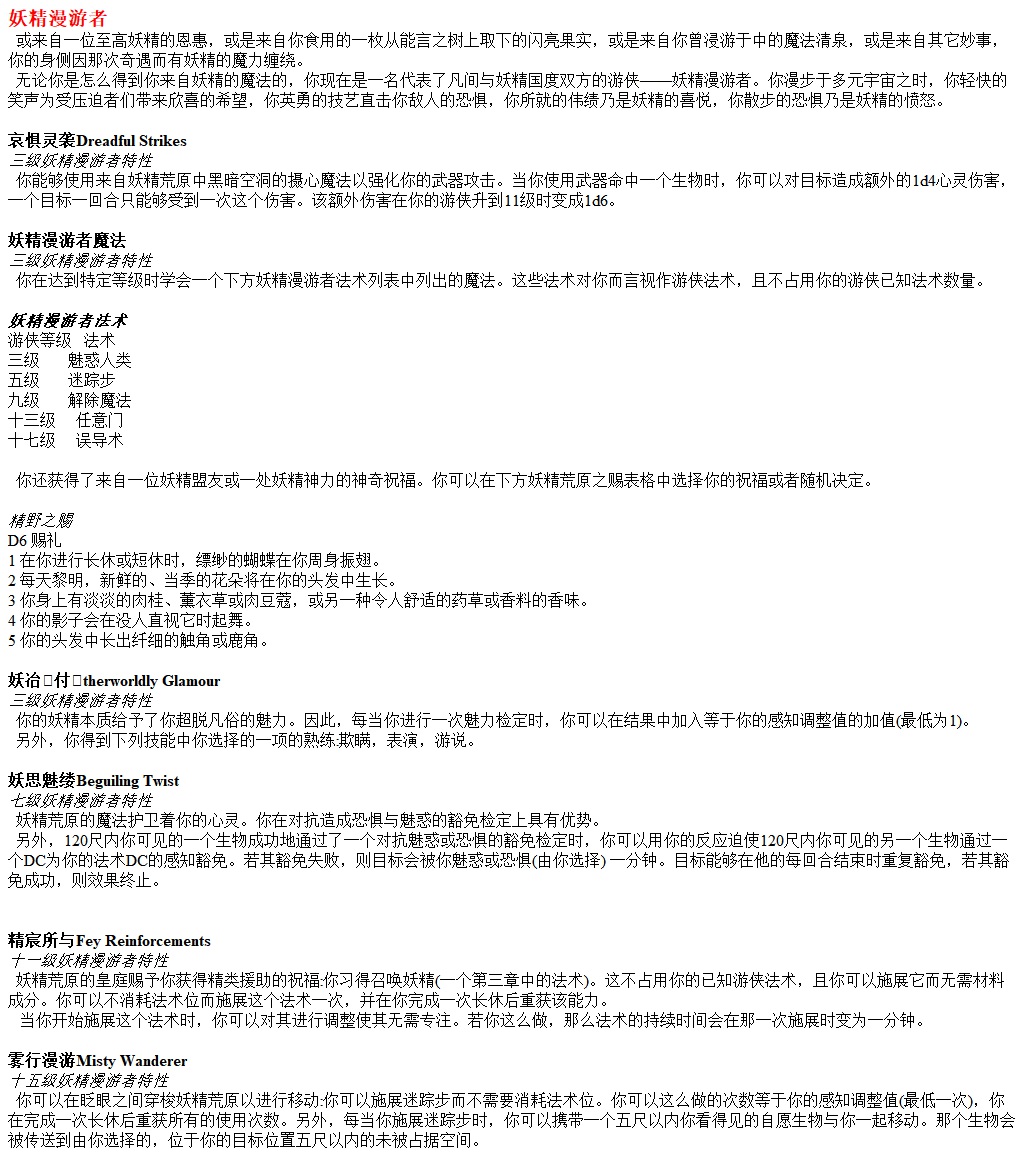 妖精漫游者
或来自一位至高妖精的恩惠，或是来自你食用的一枚从能言之树上取下的闪亮果实，或是来自你曾浸游于中的魔法清泉，或是来自其它妙事，
你的身侧因那次奇遇而有妖精的魔力缠绕。
无论你是怎么得到你来自妖精的魔法的，你现在是一名代表了凡间与妖精国度双方的游侠——妖精漫游者。你漫步于多元宇宙之时，你轻快的
笑声为受压迫者们带来欣喜的希望，你英勇的技艺直击你敌人的恐惧，你所就的伟绩乃是妖精的喜悦，你散步的恐惧乃是妖精的愤怒。
哀惧灵袭Dreadful Strikes
三级妖精漫游者特性
你能够使用来自妖精荒原中黑暗空洞的摄心魔法以强化你的武器攻击。当你使用武器命中一个生物时，你可以对目标造成额外的1d4心灵伤害，
一个目标一回合只能够受到一次这个伤害。该额外伤害在你的游侠升到11级时变成1d6。
妖精漫游者魔法
三级妖精漫游者特性
你在达到特定等级时学会一个下方妖精漫游者法术列表中列出的魔法。这些法术对你而言视作游侠法术，且不占用你的游侠已知法术数量。
妖精漫游者法术
游侠等级 法术
三级 魅惑人类
五级 迷踪步
九级 解除魔法
十三级 任意门
十七级 误导术
你还获得了来自一位妖精盟友或一处妖精神力的神奇祝福。你可以在下方妖精荒原之赐表格中选择你的祝福或者随机决定。
精野之赐
D6 赐礼
1 在你进行长休或短休时，缥缈的蝴蝶在你周身振翅。
2 每天黎明，新鲜的、当季的花朵将在你的头发中生长。
3 你身上有淡淡的肉桂、薰衣草或肉豆蔻，或另一种令人舒适的药草或香料的香味。
4 你的影子会在没人直视它时起舞。
5 你的头发中长出纤细的触角或鹿角。
妖冶付therworldly Glamour
三级妖精漫游者特性
你的妖精本质给予了你超脱凡俗的魅力。因此，每当你进行一次魅力检定时，你可以在结果中加入等于你的感知调整值的加值(最低为1)。
另外，你得到下列技能中你选择的一项的熟练:欺瞒，表演，游说。
妖思魅缕Beguiling Twist
七级妖精漫游者特性
妖精荒原的魔法护卫着你的心灵。你在对抗造成恐惧与魅惑的豁免检定上具有优势。
另外，120尺内你可见的一个生物成功地通过了一个对抗魅惑或恐惧的豁免检定时，你可以用你的反应迫使120尺内你可见的另一个生物通过一
个DC为你的法术DC的感知豁免。若其豁免失败，则目标会被你魅惑或恐惧(由你选择) 一分钟。目标能够在他的每回合结束时重复豁免，若其豁
免成功，则效果终止。
精宸所与Fey Reinforcements
十一级妖精漫游者特性
妖精荒原的皇庭赐予你获得精类援助的祝福:你习得召唤妖精(一个第三章中的法术)。这不占用你的已知游侠法术，且你可以施展它而无需材料
成分。你可以不消耗法术位而施展这个法术一次，并在你完成一次长休后重获该能力。
当你开始施展这个法术时，你可以对其进行调整使其无需专注。若你这么做，那么法术的持续时间会在那一次施展时变为一分钟。
雾行漫游Misty Wanderer
十五级妖精漫游者特性
你可以在眨眼之间穿梭妖精荒原以进行移动:你可以施展迷踪步而不需要消耗法术位。你可以这么做的次数等于你的感知调整值(最低一次)，你
在完成一次长休后重获所有的使用次数。另外，每当你施展迷踪步时，你可以携带一个五尺以内你看得见的自愿生物与你一起移动。那个生物会
被传送到由你选择的，位于你的目标位置五尺以内的未被占据空间。